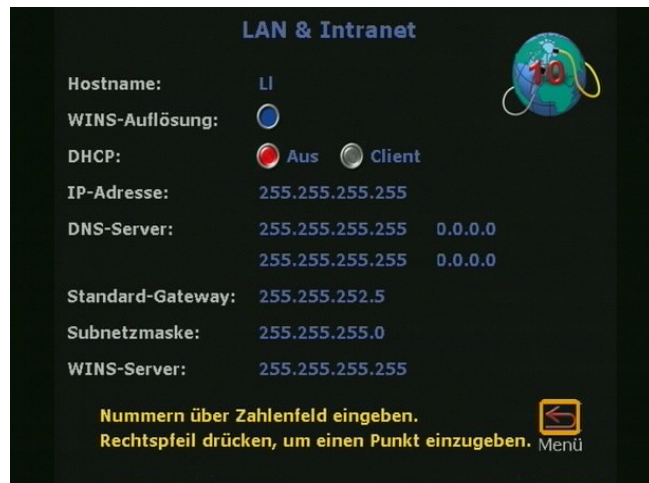 LAN & Intranet
10
Hostname: Ll
WINS-Auflösung:
DHCP: Aus Client
IP-Adresse: 255.255.255.255
DNS-Server: 255.255.255.255 0.0.0.0
255.255.255.255 0.0.0.0
Standard-Gateway: 255.255.252.5
Subnetzmaske: 255.255.255.0
WINS-Server: 255.255.255.255
Nummern über Zahlenfeld eingeben.
Rechtspfeil drücken, um einen Punkt einzugeben.
Menü